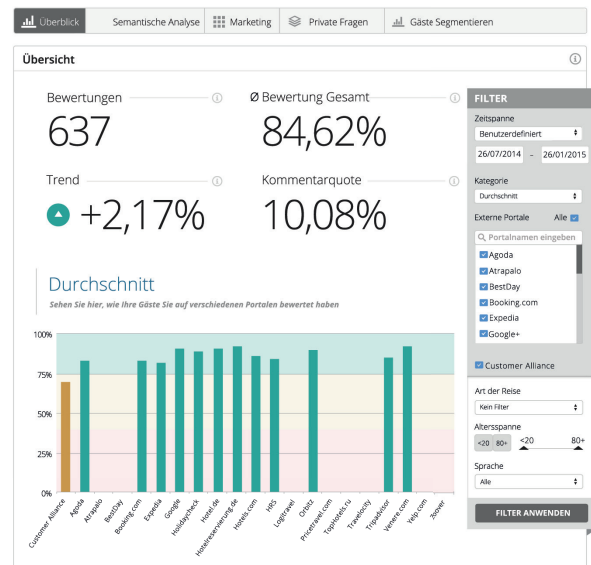 Überblick Semantische Analyse Marketing Private Fragen Gäste Segmentieren
Übersicht
Bewertungen
637
Ø Bewertung Gesamt
84,62%
Trend
+2,17%
Kommentarquote
10,08%
Durchschnitt
Sehen Sie hier, wie Ihre Gäste Sie auf verschiedenen Portalen bewertet haben
100%
75%
50%
25%
0%
Customer Alliance
Agoda
Atrapalo
BestDay
Booking.com
Expedia
Google
Holidaycheck
Hotel.de
Hotelreservierung.de
Hotels.com
HRS
Logitravel
Orbitz
Pricetravel.com
TopHotels.ru
Travelocity
Tripadvisor
Venere.com
Yelp.com
Zoover
FILTER
Zeitspanne
Benutzerdefiniert
26/07/2014 - 26/01/2015
Kategorie
Durchschnitt
Externe Portale Alle
Portalnamen eingeben
Agoda
Atrapalo
BestDay
Booking.com
Expedia
Google+
Customer Alliance
Art der Reise
Kein Filter
Altersspanne
<20 80+ <20 80+
Sprache
Alle
FILTER ANWENDEN